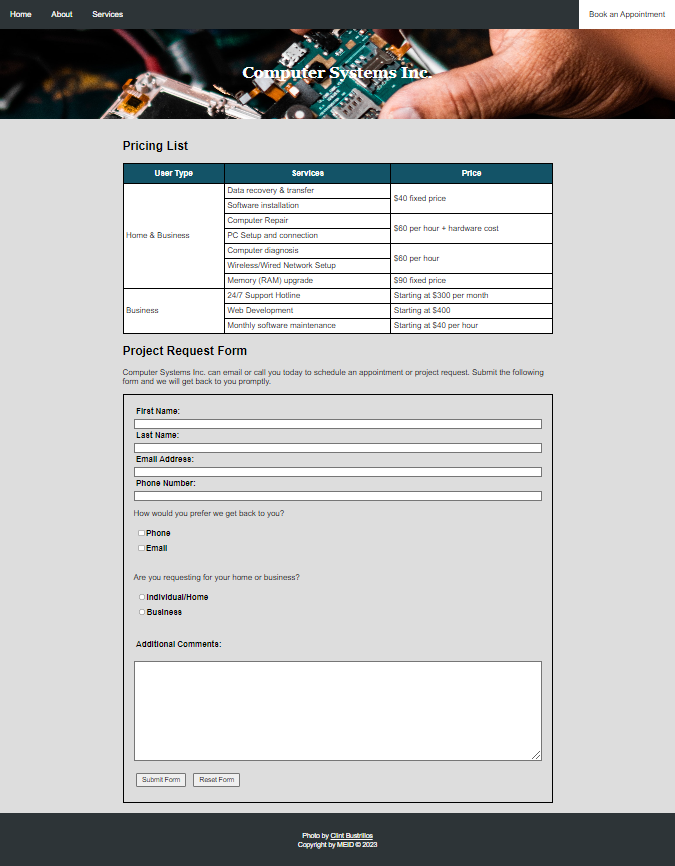 Home About Services Book an Appointment
Computer Systems Inc.
Pricing List
User Type Services Price
Home & Business
Data recovery & transfer
Software installation
$40 fixed price
Computer Repair
PC Setup and connection
$60 per hour + hardware cost
Computer diagnosis
Wireless/Wired Network Setup
$60 per hour
Memory (RAM) upgrade $90 fixed price
Business
24/7 Support Hotline Starting at $300 per month
Web Development Starting at $400
Monthly software maintenance Starting at $40 per hour
Project Request Form
Computer Systems Inc. can email or call you today to schedule an appointment or project request. Submit the following
form and we will get back to you promptly.
First Name:
Last Name:
Email Address:
Phone Number:
How would you prefer we get back to you?
Phone
Email
Are you requesting for your home or business?
Individual/Home
Business
Additional Comments:
Submit Form Reset Form
Photo by Clint Bustrillos
Copyright by MEID © 2023